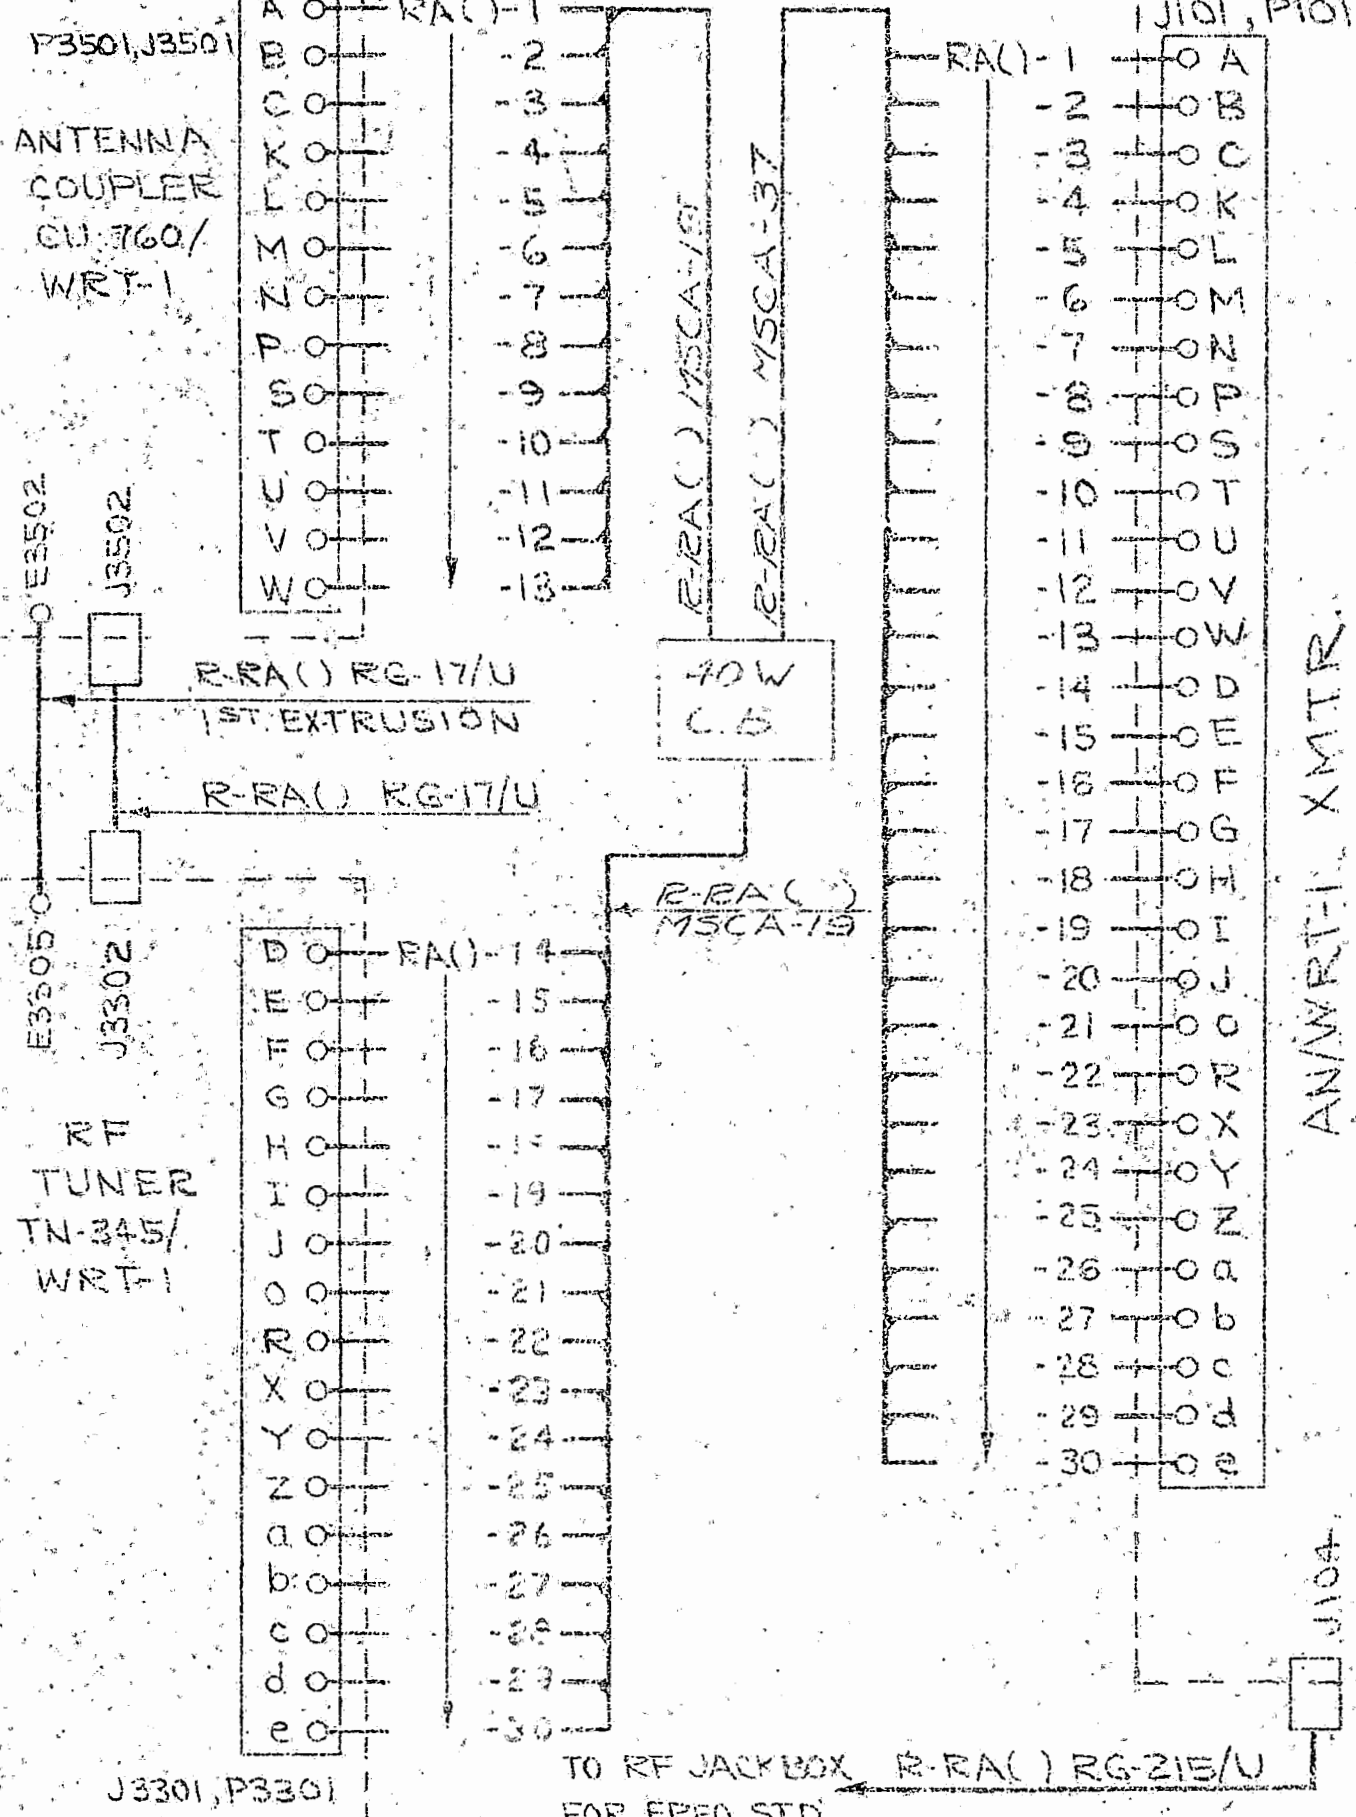 A RA()-1
P3501,J3501
B -2
C -3
K -4
L -5
M -6
N -7
P -8
S -9
T -10
U -11
V -12
W -13
ANTENNA
COUPLER
CU-760/
WRT-1
E3502
J3502
R-RA() RG-17/U
1ST EXTRUSION
R-RA() RG-17/U
E3305
J3302
R-RA( )
R-RA( ) MSCA-37
40W
R-RA( )
MSCA-19
D RA()-14
E -15
F -16
G -17
H
I -19
J -20
O -21
R -22
X -23
Y -24
Z -25
a -26
b -27
c -28
d -29
e -30
RF
TUNER
TN-345/
WRT-1
J3301,P3301
J101,P101
RA()-1 A
-2 B
-3 C
-4 K
-5 L
-6 M
-7 N
-8 P
-9 S
-10 T
-11 U
-12 V
-13 W
-14 D
-15 E
-16 F
-17 G
-18 H
-19 I
-20 J
-21 O
-22 R
-23 X
-24 Y
-25 Z
-26 a
-27 b
-28 c
-29 d
-30 e
AN/WRT-1 XMTR.
J104
TO RF JACKBOX R-RA( ) RG-215/U
FOR FREQ STD